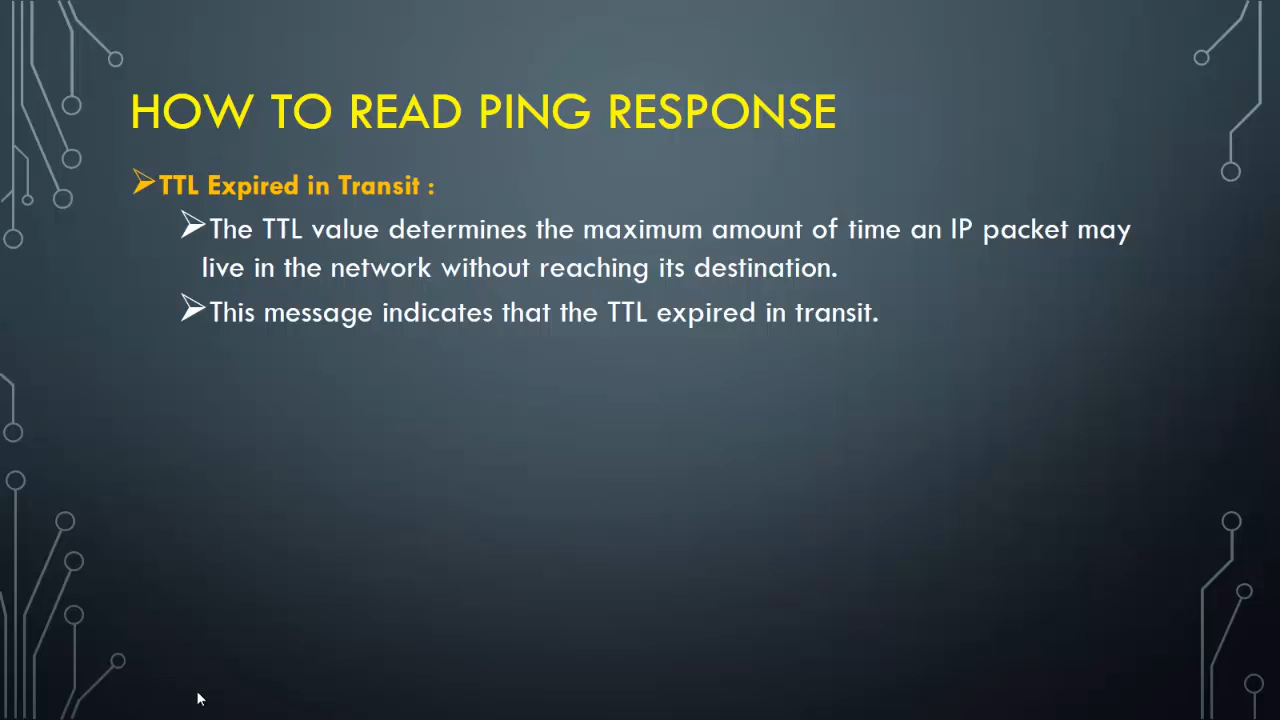 HOW TO READ PING RESPONSE
TTL Expired in Transit :
The TTL value determines the maximum amount of time an IP packet may
live in the network without reaching its destination.
This message indicates that the TTL expired in transit.